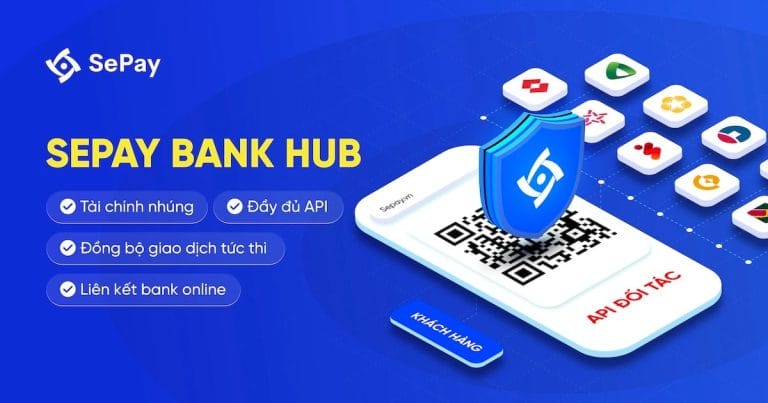 SePay
SEPAY BANK HUB
Tài chính nhúng
Đầy đủ API
Đồng bộ giao dịch tức thì
Liên kết bank online
Sepay.vn
API ĐỐI TÁC
KHÁCH HÀNG